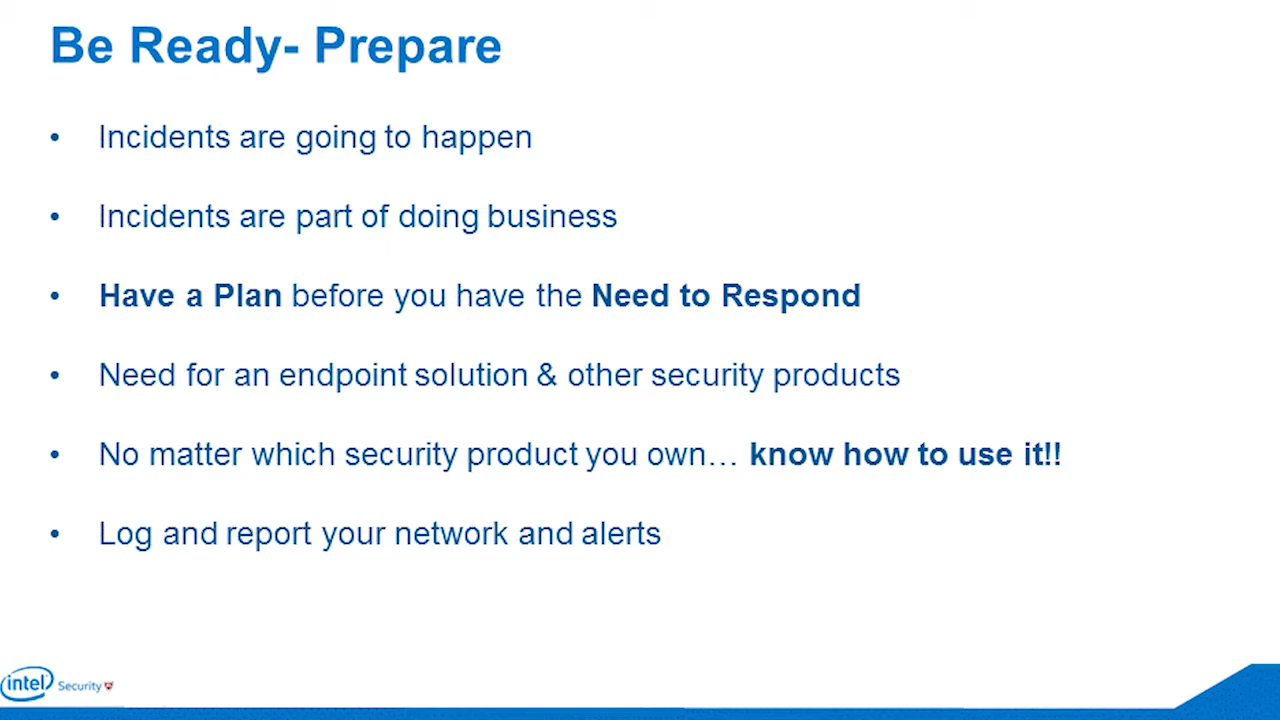 Be Ready- Prepare
• Incidents are going to happen
• Incidents are part of doing business
• Have a Plan before you have the Need to Respond
• Need for an endpoint solution & other security products
• No matter which security product you own… know how to use it!!
• Log and report your network and alerts
intel Security